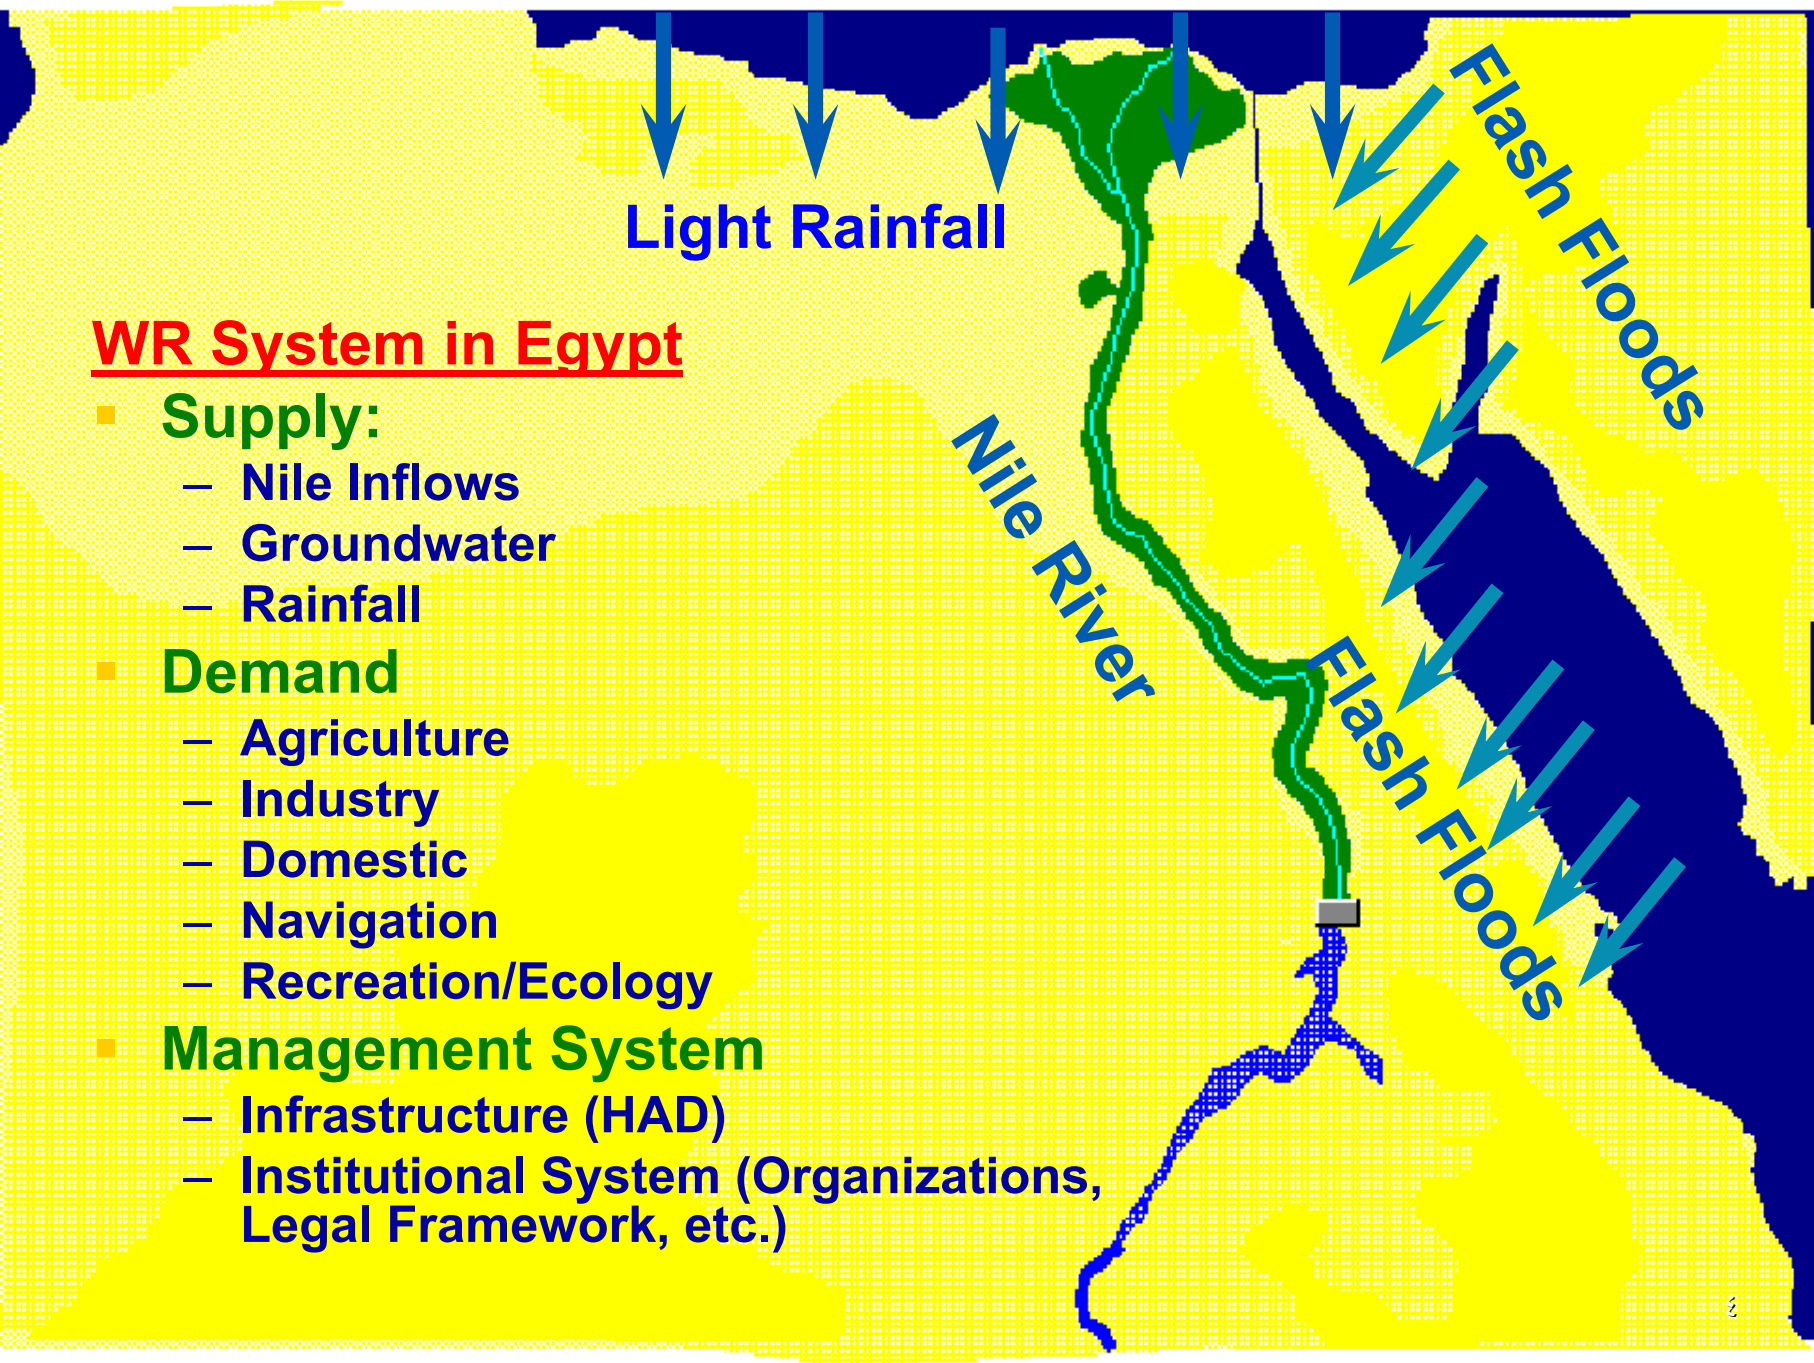 Light Rainfall
Flash Floods
WR System in Egypt
▪ Supply:
– Nile Inflows
– Groundwater
– Rainfall
▪ Demand
– Agriculture
– Industry
– Domestic
– Navigation
– Recreation/Ecology
▪ Management System
– Infrastructure (HAD)
– Institutional System (Organizations,
Legal Framework, etc.)
Nile River
Flash Floods
٤